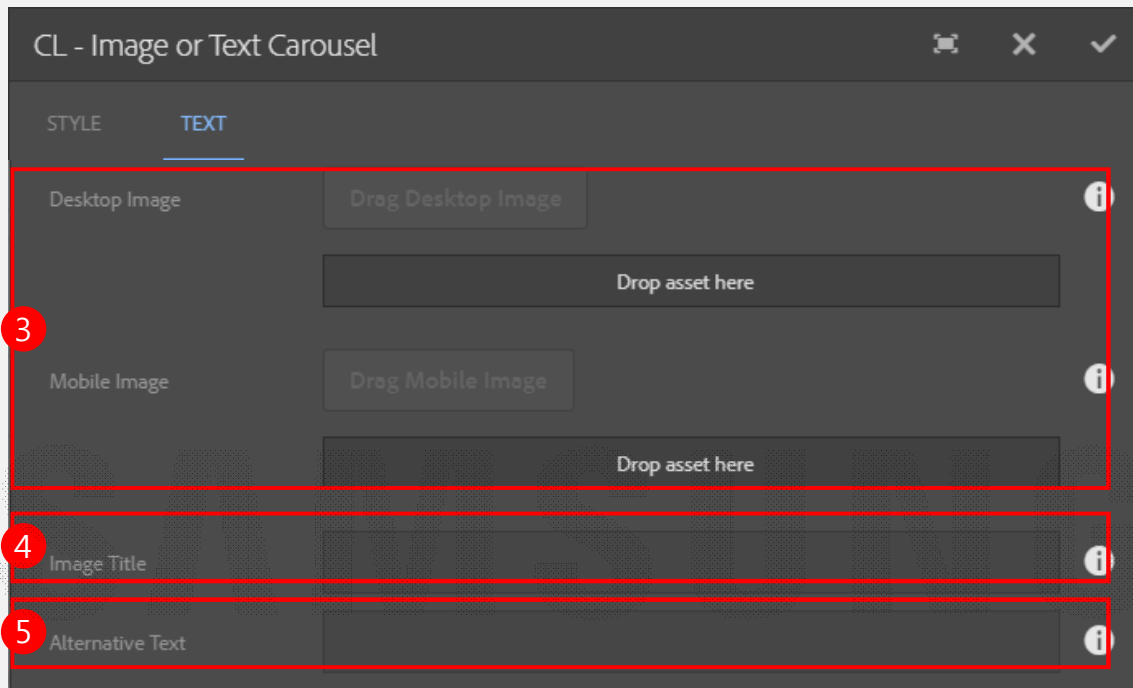 CL - Image or Text Carousel
STYLE TEXT
Desktop Image Drag Desktop Image
Drop asset here
3
Mobile Image Drag Mobile Image
Drop asset here
SAMSUNG
4
Image Title
5
Alternative Text